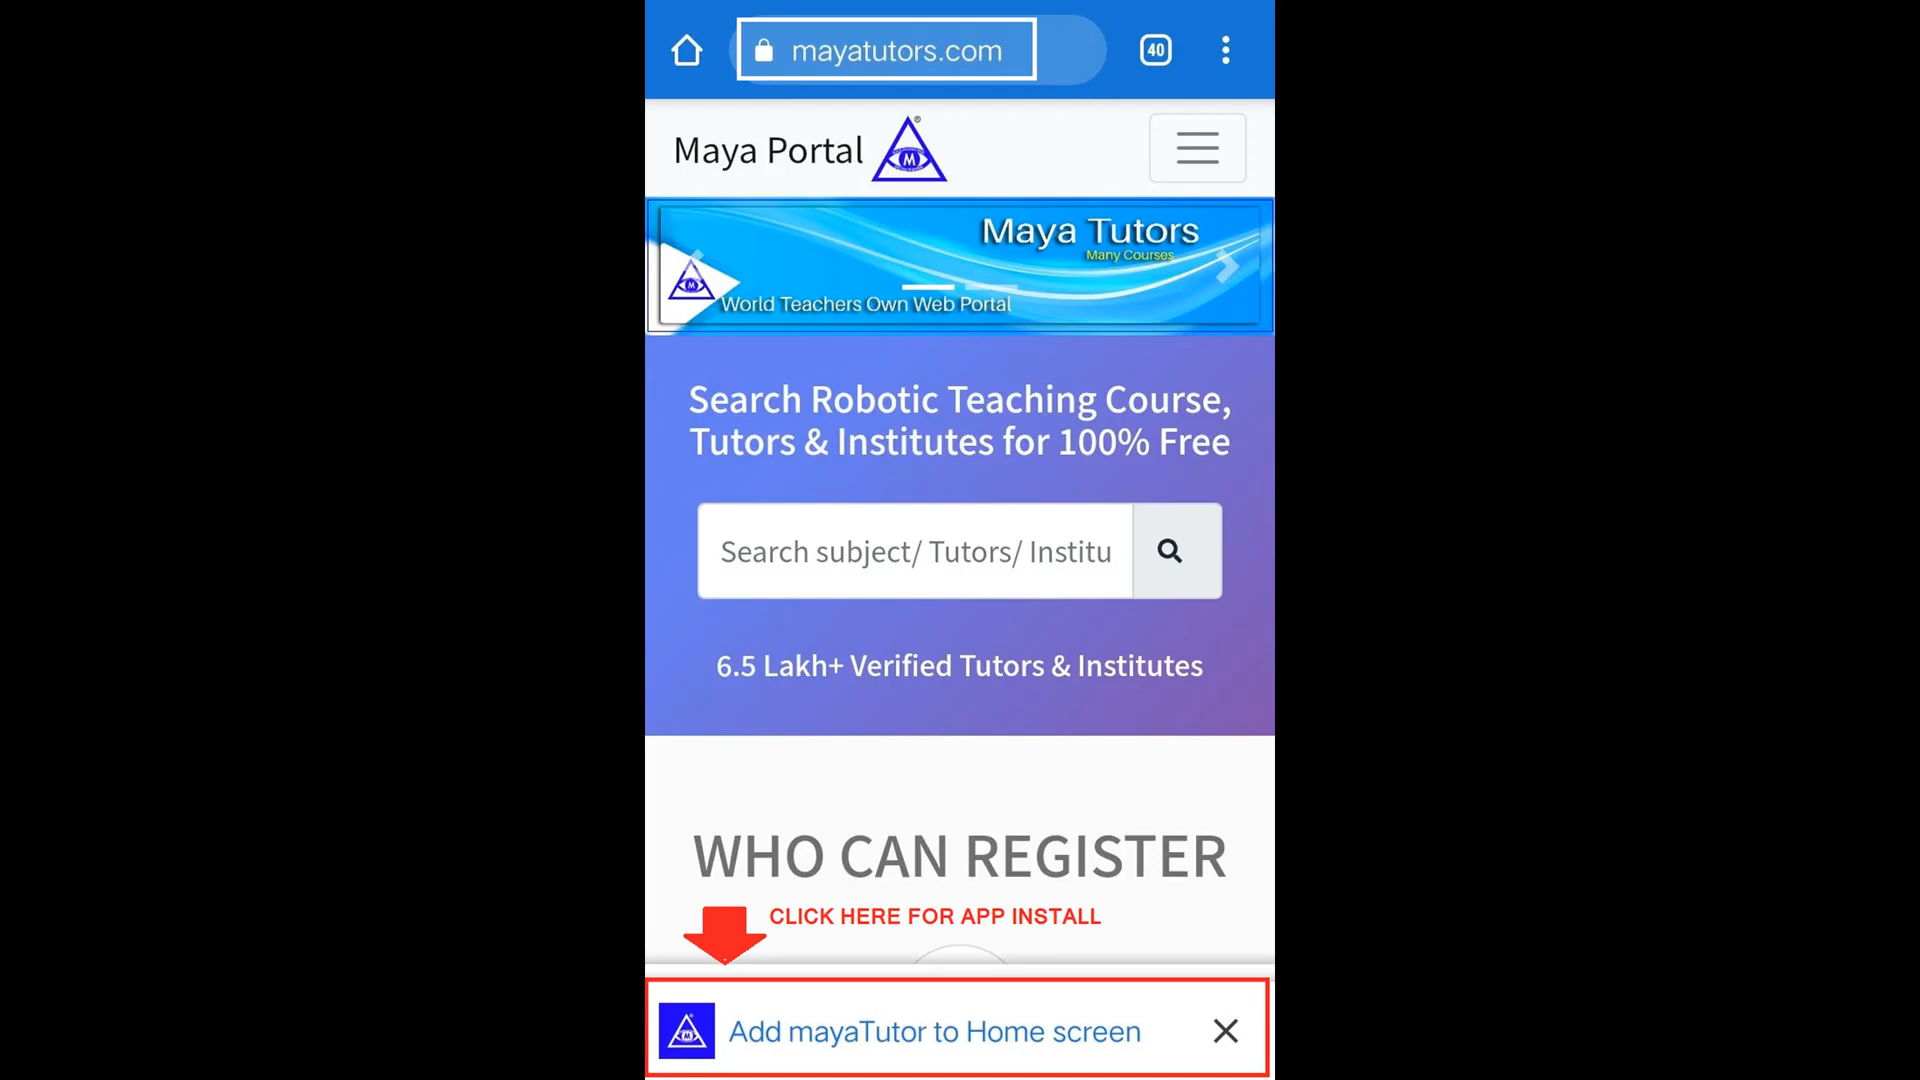 mayatutors.com
40
Maya Portal
M
Maya Tutors
Many Courses
M
World Teachers Own Web Portal
Search Robotic Teaching Course,
Tutors & Institutes for 100% Free
Search subject/ Tutors/ Institu
6.5 Lakh+ Verified Tutors & Institutes
WHO CAN REGISTER
CLICK HERE FOR APP INSTALL
M
Add mayaTutor to Home screen